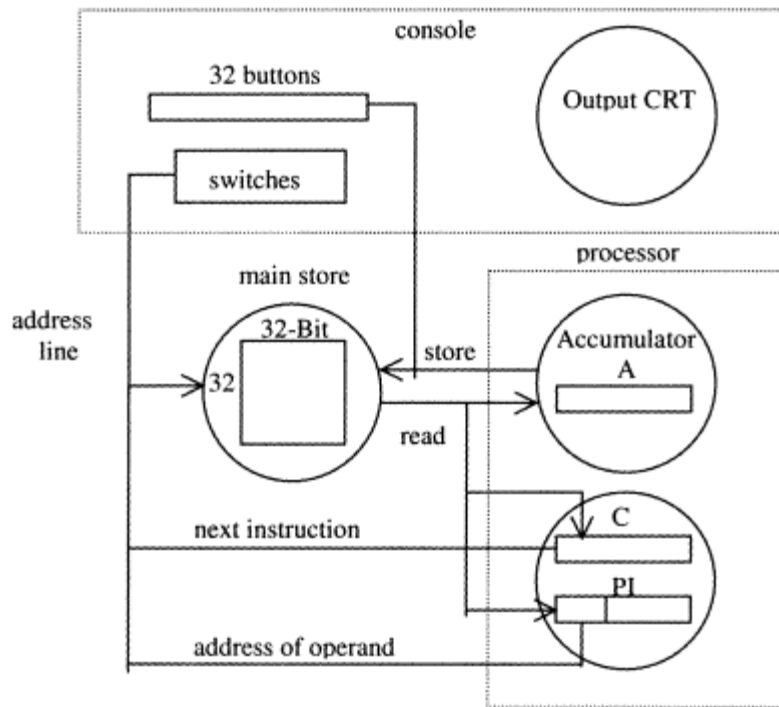 console
32 buttons
Output CRT
switches
processor
main store
address
line
32-Bit
32
store
Accumulator
A
read
C
next instruction
PI
address of operand